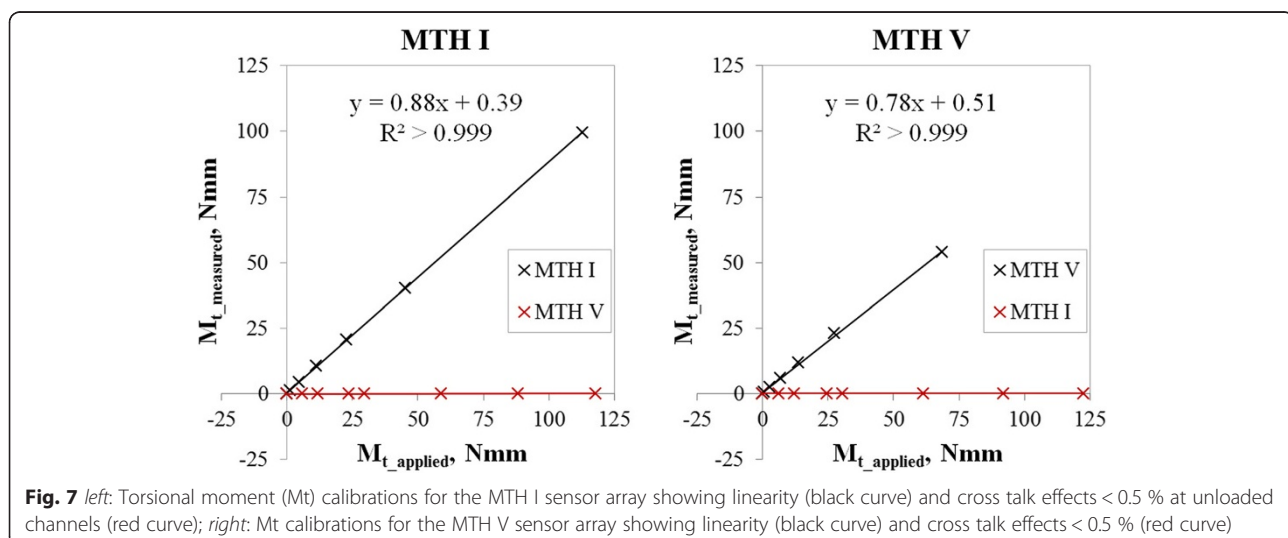 MTH I
125
100
75
50
25
0
-25
-25 0 25 50 75 100 125
y = 0.88x + 0.39
R² > 0.999
MTH I
MTH V
Mt_measured, Nmm
Mt_applied, Nmm
MTH V
125
100
75
50
25
0
-25
-25 0 25 50 75 100 125
y = 0.78x + 0.51
R² > 0.999
MTH V
MTH I
Mt_measured, Nmm
Mt_applied, Nmm
Fig. 7 left: Torsional moment (Mt) calibrations for the MTH I sensor array showing linearity (black curve) and cross talk effects < 0.5 % at unloaded
channels (red curve); right: Mt calibrations for the MTH V sensor array showing linearity (black curve) and cross talk effects < 0.5 % (red curve)